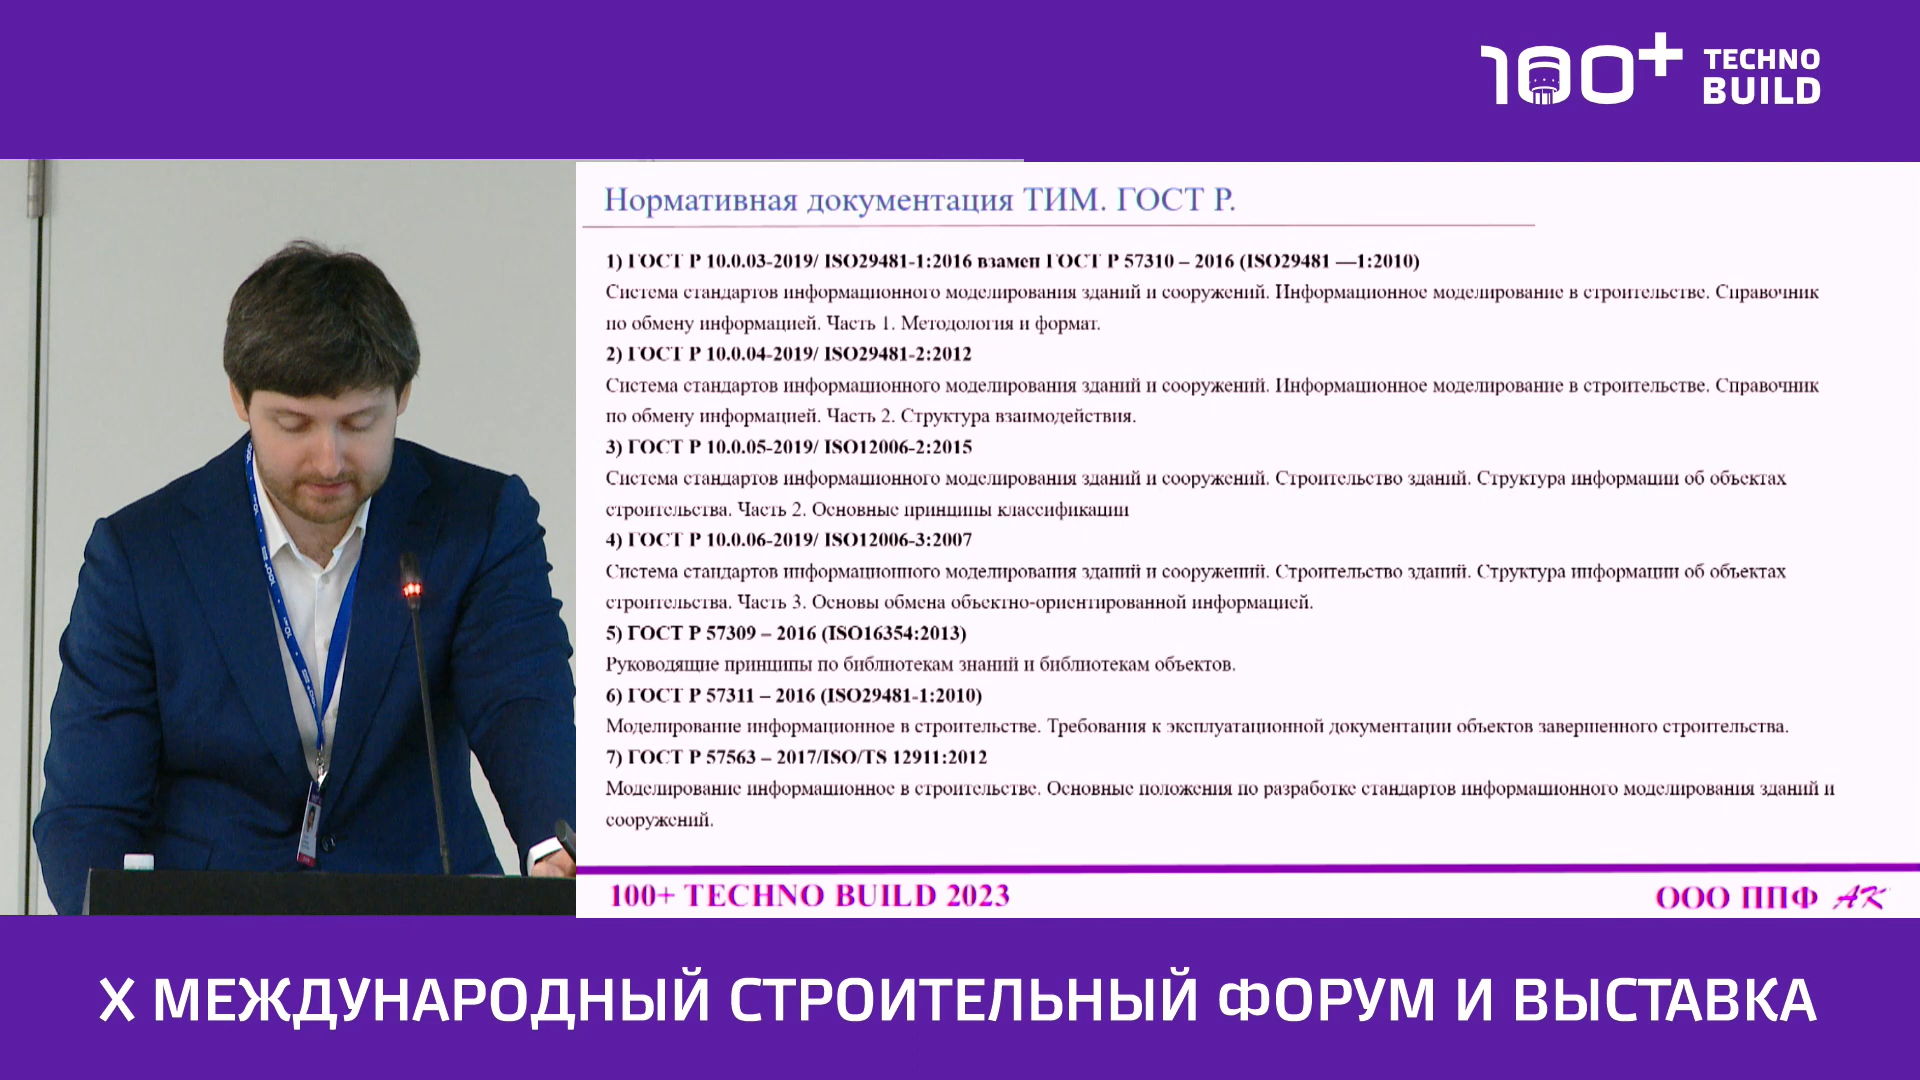 100+ TECHNO
BUILD
Нормативная документация ТИМ. ГОСТ Р.
1) ГОСТ Р 10.0.03-2019/ ISO29481-1:2016 взамен ГОСТ Р 57310 – 2016 (ISO29481 —1:2010)
Система стандартов информационного моделирования зданий и сооружений. Информационное моделирование в строительстве. Справочник
по обмену информацией. Часть 1. Методология и формат.
2) ГОСТ Р 10.0.04-2019/ ISO29481-2:2012
Система стандартов информационного моделирования зданий и сооружений. Информационное моделирование в строительстве. Справочник
по обмену информацией. Часть 2. Структура взаимодействия.
3) ГОСТ Р 10.0.05-2019/ ISO12006-2:2015
Система стандартов информационного моделирования зданий и сооружений. Строительство зданий. Структура информации об объектах
строительства. Часть 2. Основные принципы классификации
4) ГОСТ Р 10.0.06-2019/ ISO12006-3:2007
Система стандартов информационного моделирования зданий и сооружений. Строительство зданий. Структура информации об объектах
строительства. Часть 3. Основы обмена объектно-ориентированной информацией.
5) ГОСТ Р 57309 – 2016 (ISO16354:2013)
Руководящие принципы по библиотекам знаний и библиотекам объектов.
6) ГОСТ Р 57311 – 2016 (ISO29481-1:2010)
Моделирование информационное в строительстве. Требования к эксплуатационной документации объектов завершенного строительства.
7) ГОСТ Р 57563 – 2017/ISO/TS 12911:2012
Моделирование информационное в строительстве. Основные положения по разработке стандартов информационного моделирования зданий и
сооружений.
100+ TECHNO BUILD 2023
ООО ППФ АК
X МЕЖДУНАРОДНЫЙ СТРОИТЕЛЬНЫЙ ФОРУМ И ВЫСТАВКА